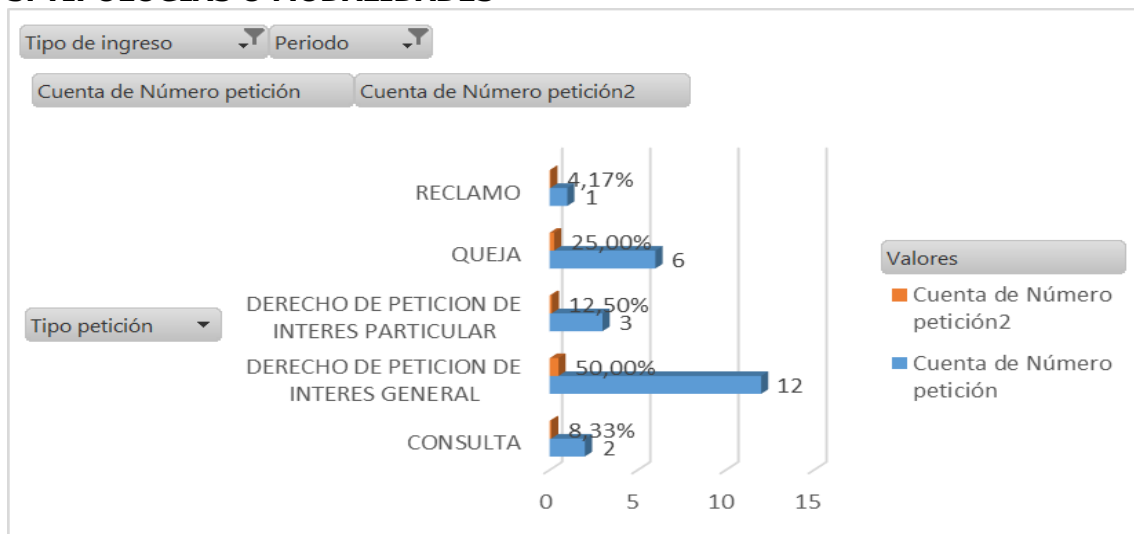 Tipo de ingreso
Periodo
Cuenta de Número petición
Cuenta de Número petición2
RECLAMO
4,17%
1
QUEJA
25,00%
6
DERECHO DE PETICION DE
INTERES PARTICULAR
12,50%
3
DERECHO DE PETICION DE
INTERES GENERAL
50,00%
12
CONSULTA
8,33%
2
Tipo petición
0
5
10
15
Valores
Cuenta de Número
petición2
Cuenta de Número
petición